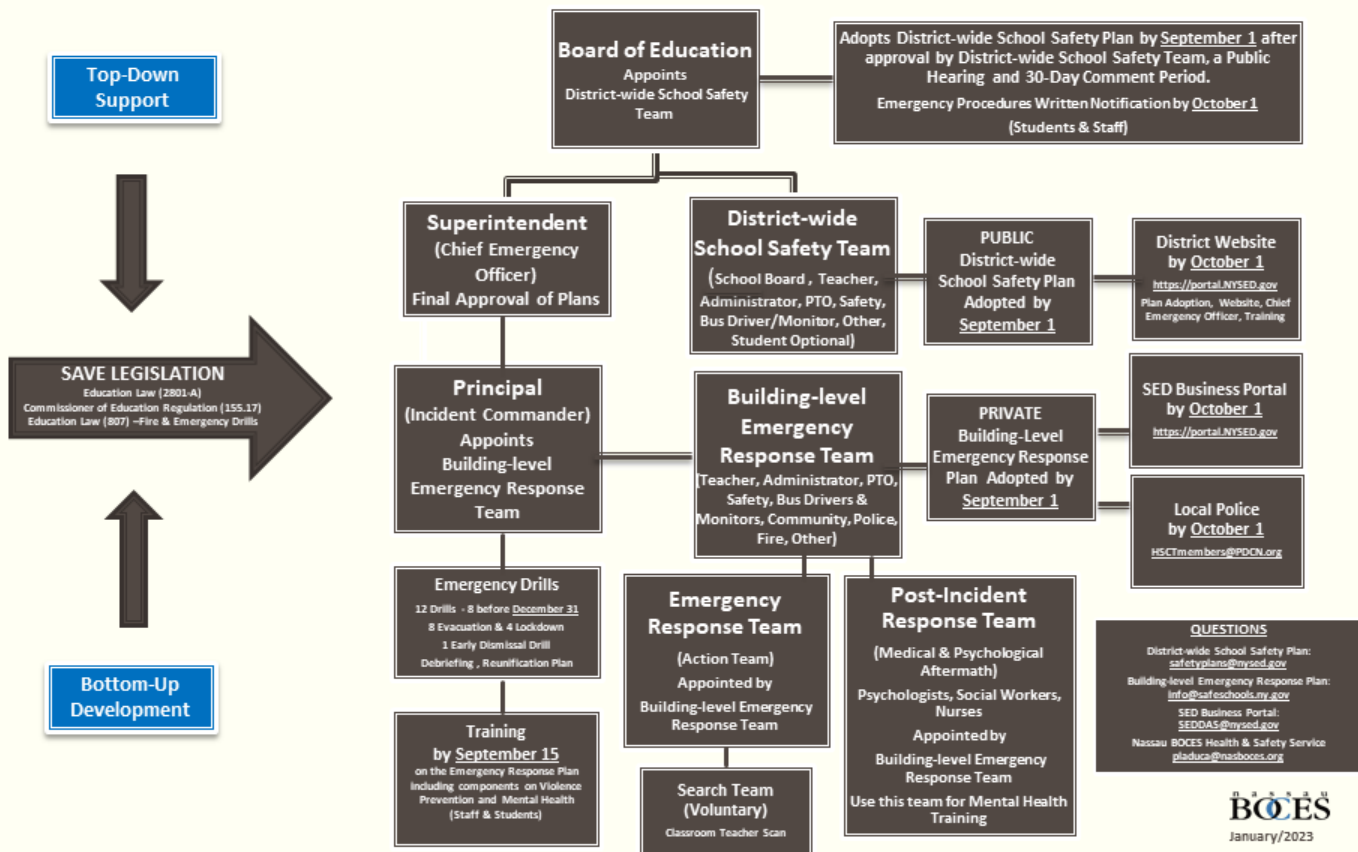 Top-Down
Support
Board of Education
Appoints
District-wide School Safety
Team
Adopts District-wide School Safety Plan by September 1 after
approval by District-wide School Safety Team, a Public
Hearing and 30-Day Comment Period.
Emergency Procedures Written Notification by October 1
(Students & Staff)
Superintendent
(Chief Emergency
Officer)
Final Approval of Plans
District-wide
School Safety Team
(School Board , Teacher,
Administrator, PTO, Safety,
Bus Driver/Monitor, Other,
Student Optional)
PUBLIC
District-wide
School Safety Plan
Adopted by
September 1
District Website
by October 1
https://portal.NYSED.gov
Plan Adoption, Website, Chief
Emergency Officer, Training
SAVE LEGISLATION
Education Law (2801-A)
Commissioner of Education Regulation (155.17)
Education Law (807) –Fire & Emergency Drills
Principal
(Incident Commander)
Appoints
Building-level
Emergency Response
Team
Building-level
Emergency
Response Team
(Teacher, Administrator, PTO,
Safety, Bus Drivers &
Monitors, Community, Police,
Fire, Other)
PRIVATE
Building-Level
Emergency Response
Plan Adopted by
September 1
SED Business Portal
by October 1
https://portal.NYSED.gov
Local Police
by October 1
HSCTmembers@PDCN.org
Emergency Drills
12 Drills - 8 before December 31
8 Evacuation & 4 Lockdown
1 Early Dismissal Drill
Debriefing , Reunification Plan
Emergency
Response Team
(Action Team)
Appointed by
Building-level Emergency
Response Team
Post-Incident
Response Team
(Medical & Psychological
Aftermath)
Psychologists, Social Workers,
Nurses
Appointed by
Building-level Emergency
Response Team
Use this team for Mental Health
Training
QUESTIONS
District-wide School Safety Plan:
safetyplans@nysed.gov
Building-level Emergency Response Plan:
info@safeschools.ny.gov
SED Business Portal:
SEDDAS@nysed.gov
Nassau BOCES Health & Safety Service
pladuca@nasboces.org
Bottom-Up
Development
Training
by September 15
on the Emergency Response Plan
including components on Violence
Prevention and Mental Health
(Staff & Students)
Search Team
(Voluntary)
Classroom Teacher Scan
nassau
BOCES
January/2023